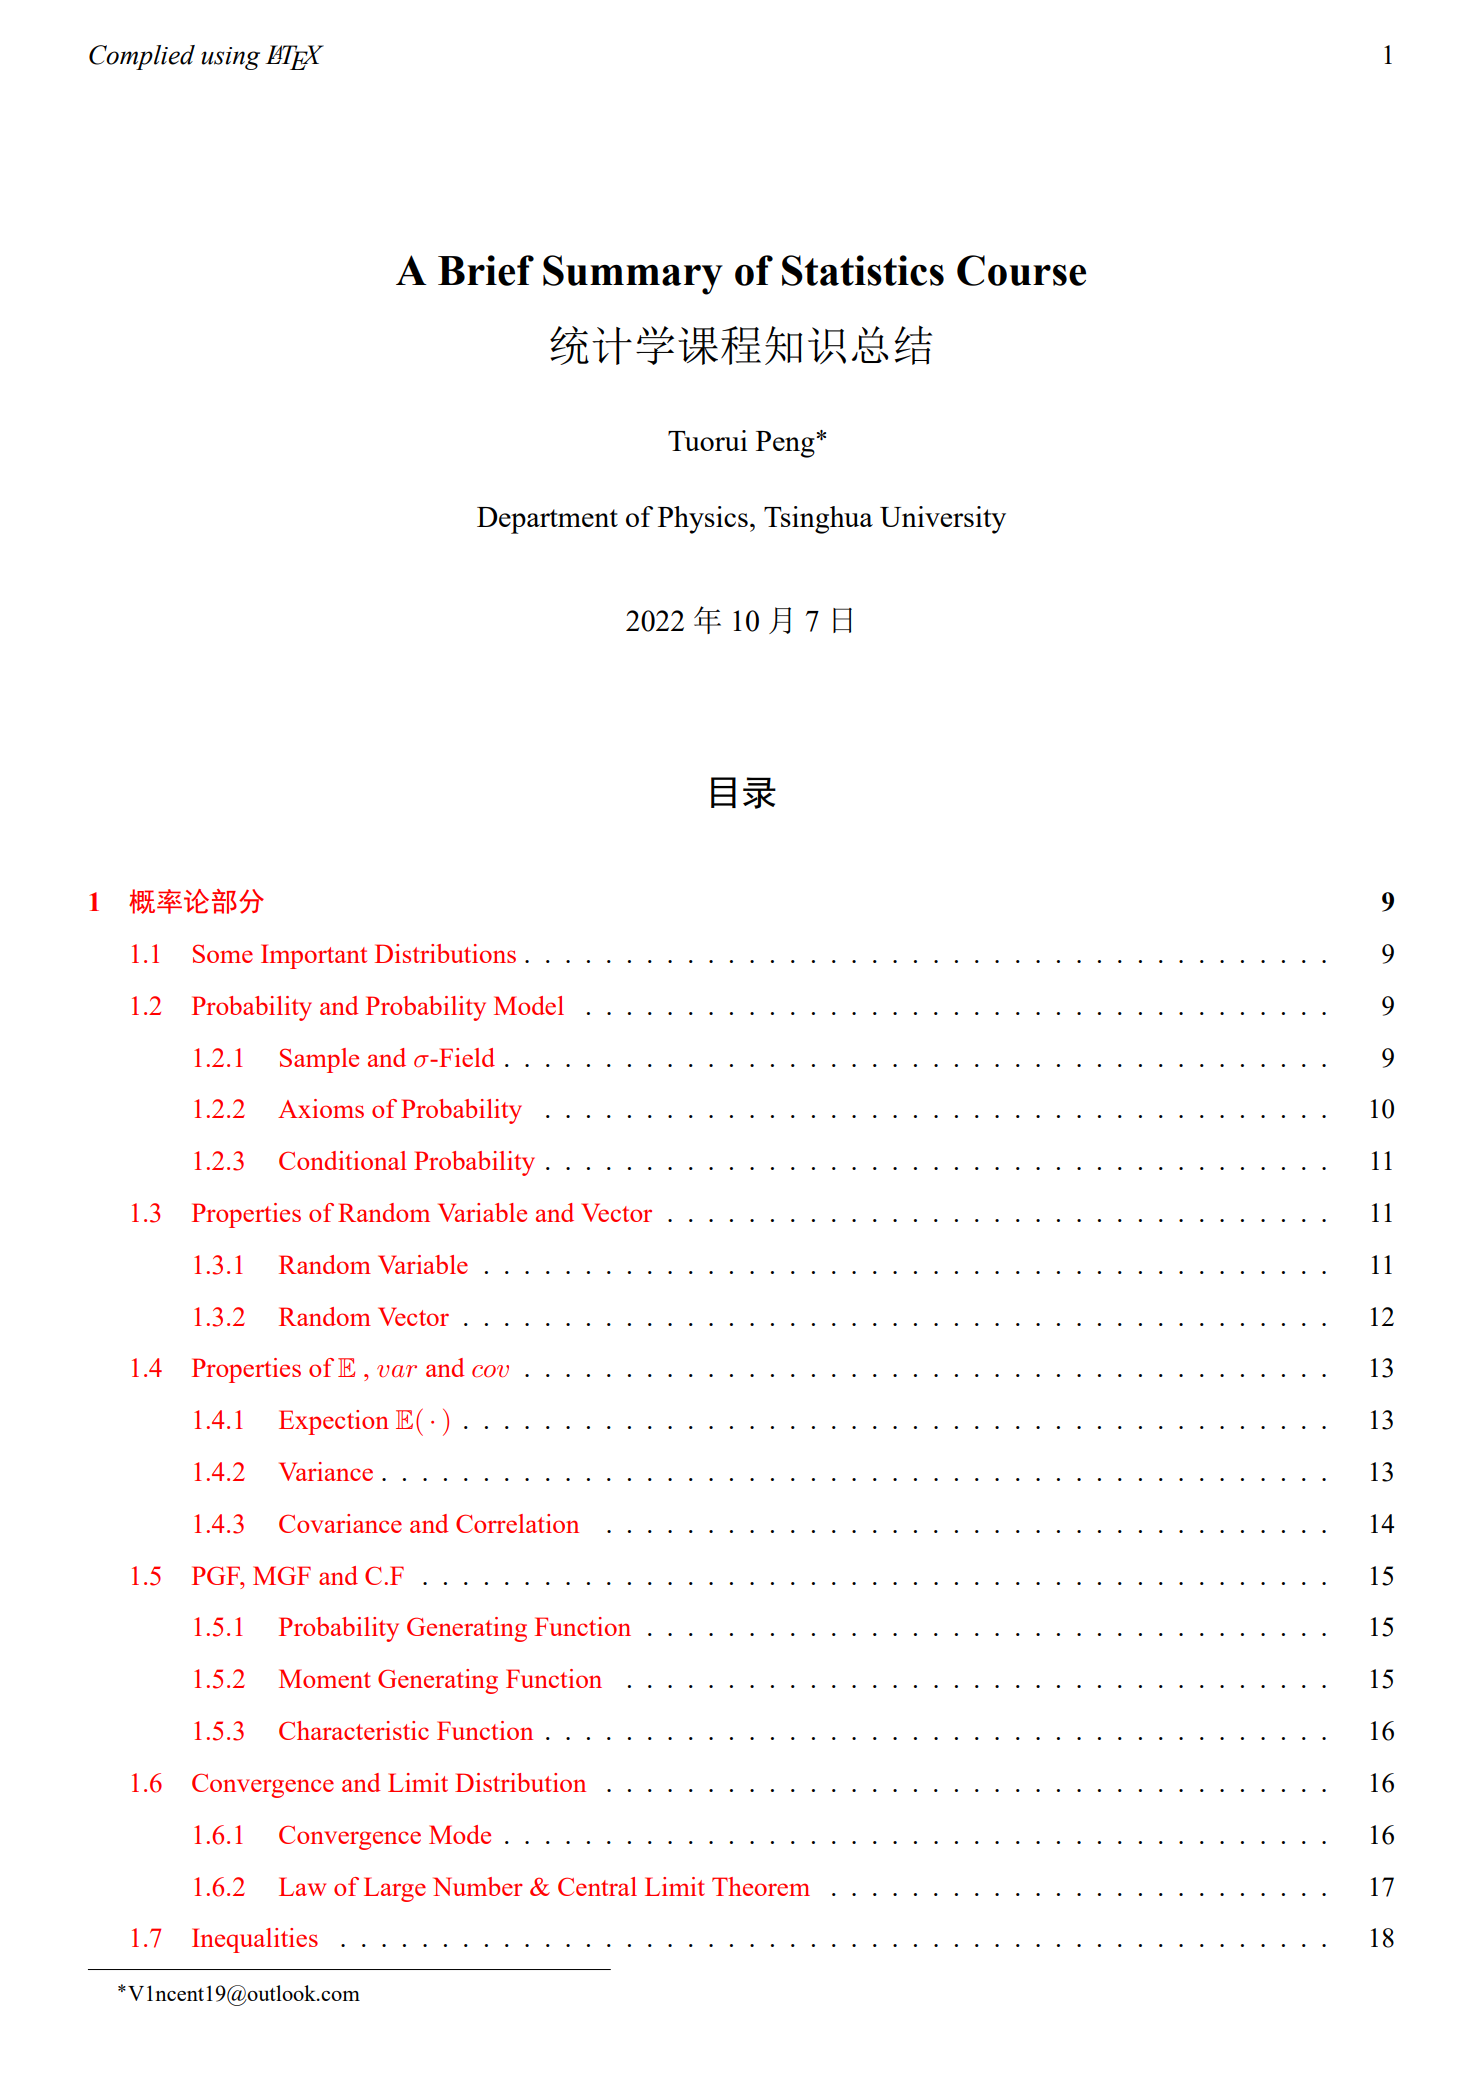 Complied using LATEX 1
A Brief Summary of Statistics Course
统计学课程知识总结
Tuorui Peng*
Department of Physics, Tsinghua University
2022 年 10 月 7 日
目录
1 概率论部分 9
1.1 Some Important Distributions . . . . . . . . . . . . . . . . . . . . . . . . . . . . . . . . . . . . . . . . 9
1.2 Probability and Probability Model . . . . . . . . . . . . . . . . . . . . . . . . . . . . . . . . . . . . . 9
1.2.1 Sample and σ-Field . . . . . . . . . . . . . . . . . . . . . . . . . . . . . . . . . . . . . . . . . 9
1.2.2 Axioms of Probability . . . . . . . . . . . . . . . . . . . . . . . . . . . . . . . . . . . . . . . 10
1.2.3 Conditional Probability . . . . . . . . . . . . . . . . . . . . . . . . . . . . . . . . . . . . . . . 11
1.3 Properties of Random Variable and Vector . . . . . . . . . . . . . . . . . . . . . . . . . . . . . . . . . 11
1.3.1 Random Variable . . . . . . . . . . . . . . . . . . . . . . . . . . . . . . . . . . . . . . . . . . 11
1.3.2 Random Vector . . . . . . . . . . . . . . . . . . . . . . . . . . . . . . . . . . . . . . . . . . . 12
1.4 Properties of 𝔼 , var and cov . . . . . . . . . . . . . . . . . . . . . . . . . . . . . . . . . . . . . . . . 13
1.4.1 Expection 𝔼(·) . . . . . . . . . . . . . . . . . . . . . . . . . . . . . . . . . . . . . . . . . . . 13
1.4.2 Variance . . . . . . . . . . . . . . . . . . . . . . . . . . . . . . . . . . . . . . . . . . . . . . . 13
1.4.3 Covariance and Correlation . . . . . . . . . . . . . . . . . . . . . . . . . . . . . . . . . . . . 14
1.5 PGF, MGF and C.F . . . . . . . . . . . . . . . . . . . . . . . . . . . . . . . . . . . . . . . . . . . . . 15
1.5.1 Probability Generating Function . . . . . . . . . . . . . . . . . . . . . . . . . . . . . . . . . . 15
1.5.2 Moment Generating Function . . . . . . . . . . . . . . . . . . . . . . . . . . . . . . . . . . . 15
1.5.3 Characteristic Function . . . . . . . . . . . . . . . . . . . . . . . . . . . . . . . . . . . . . . . 16
1.6 Convergence and Limit Distribution . . . . . . . . . . . . . . . . . . . . . . . . . . . . . . . . . . . . 16
1.6.1 Convergence Mode . . . . . . . . . . . . . . . . . . . . . . . . . . . . . . . . . . . . . . . . . 16
1.6.2 Law of Large Number & Central Limit Theorem . . . . . . . . . . . . . . . . . . . . . . . . . 17
1.7 Inequalities . . . . . . . . . . . . . . . . . . . . . . . . . . . . . . . . . . . . . . . . . . . . . . . . . 18
*V1ncent19@outlook.com